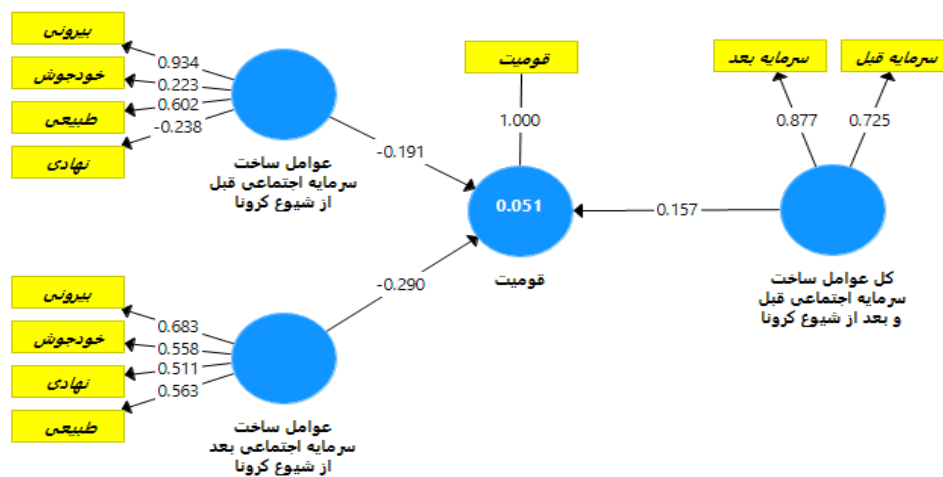 بیرونی
خودجوش
طبیعی
نهادی
0.934
0.223
0.602
-0.238
عوامل ساخت
سرمایه اجتماعی قبل
از شیوع کرونا
-0.191
قومیت
1.000
0.051
قومیت
سرمایه بعد
سرمایه قبل
0.877
0.725
0.157
کل عوامل ساخت
سرمایه اجتماعی قبل
و بعد از شیوع کرونا
-0.290
بیرونی
خودجوش
نهادی
طبیعی
0.683
0.558
0.511
0.563
عوامل ساخت
سرمایه اجتماعی بعد
از شیوع کرونا